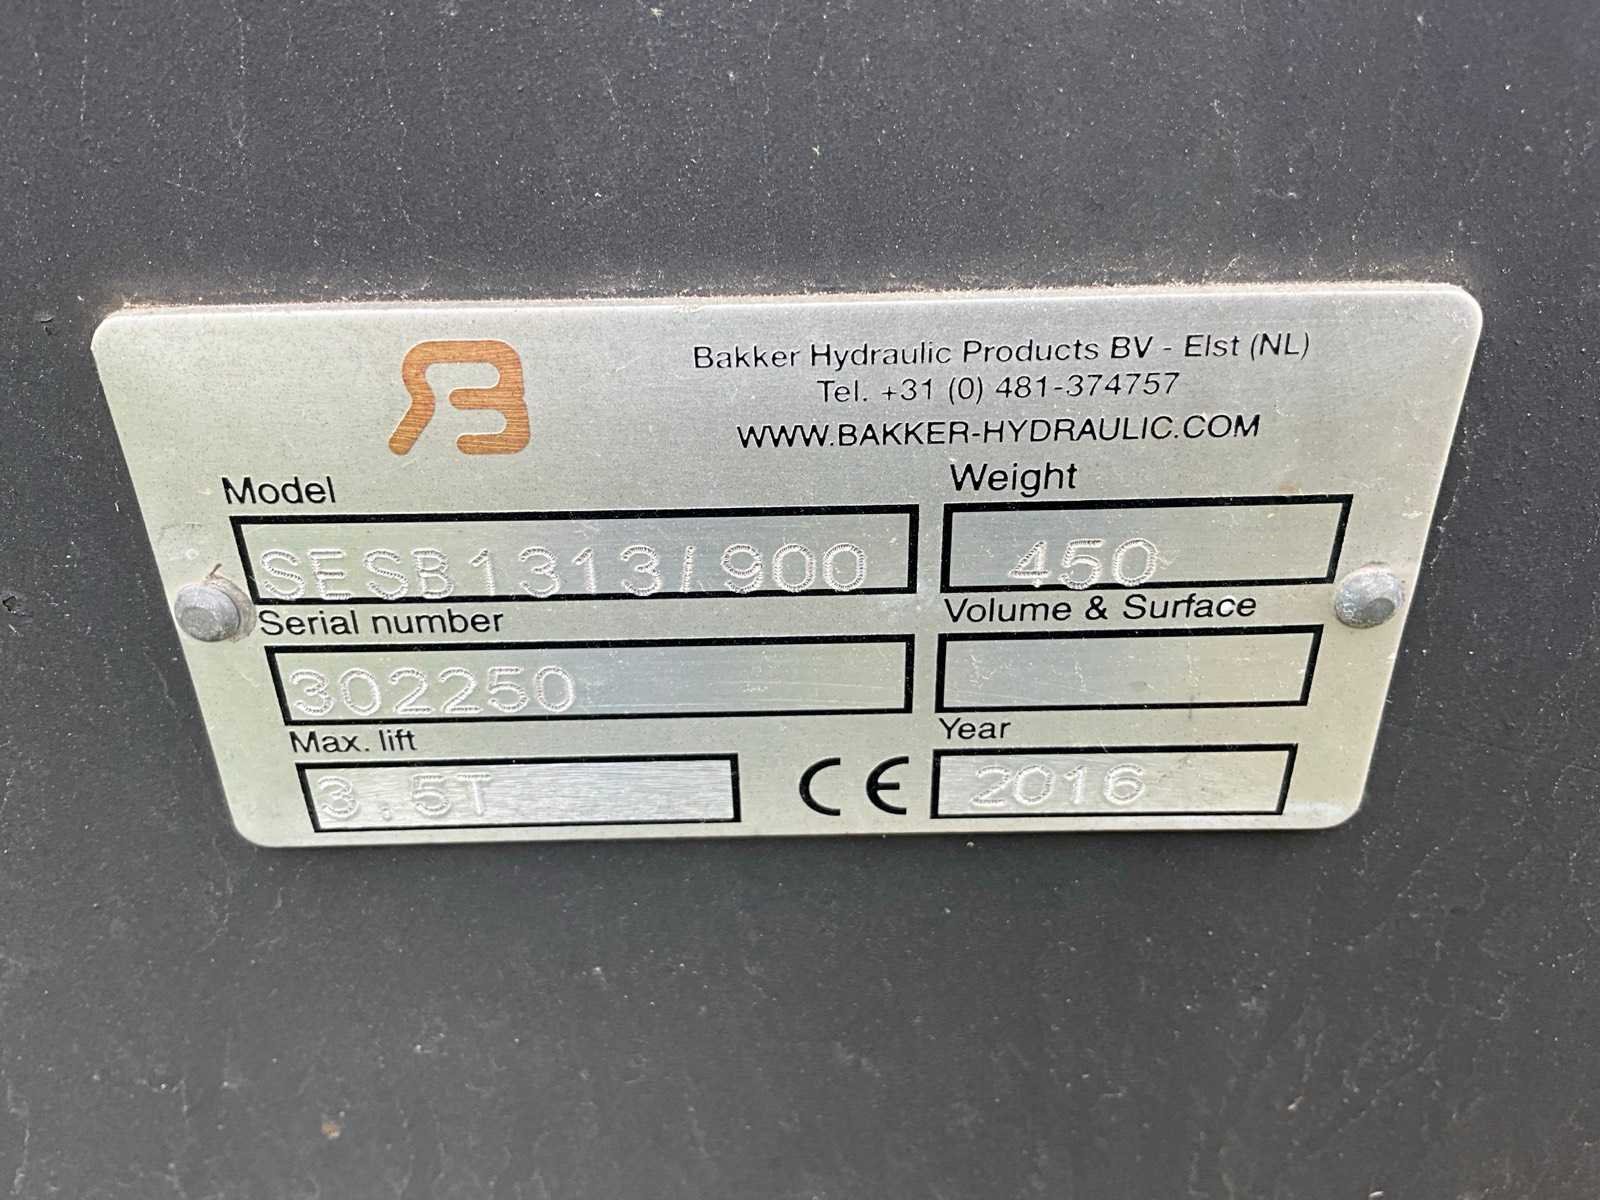 Bakker Hydraulic Products BV - Elst (NL)
Tel. +31 (0) 481-374757
WWW.BAKKER-HYDRAULIC.COM
Model
SESB1313/900
Weight
450
Serial number
302250
Volume & Surface
Max. lift
3.5T
CE
Year
2016